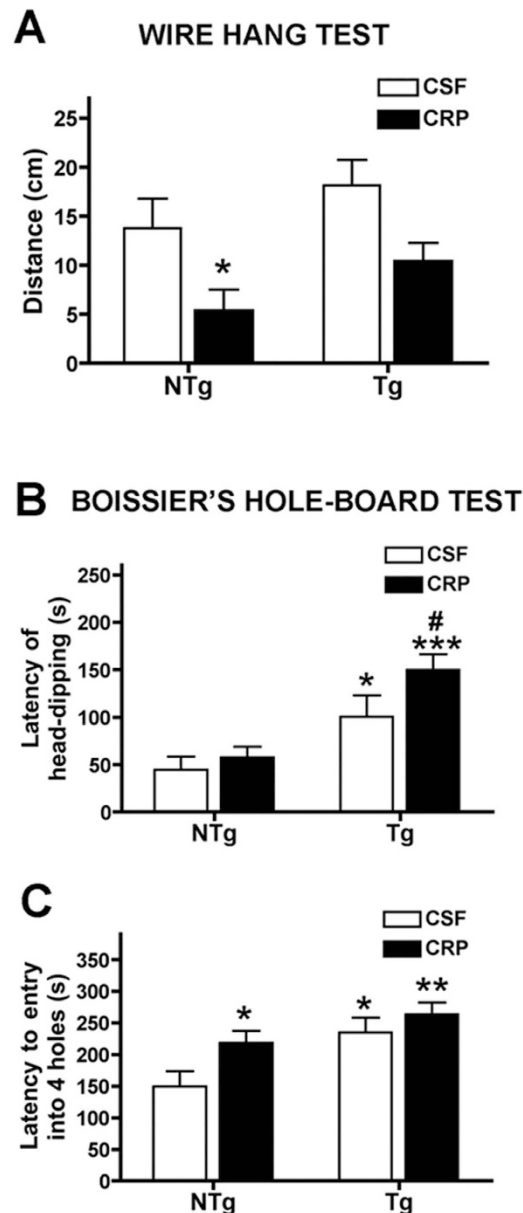 A WIRE HANG TEST
CSF
CRP
Distance (cm)
25
20
15
10
5
0
*
NTg Tg
B BOISSIER'S HOLE-BOARD TEST
CSF
CRP
Latency of
head-dipping (s)
250
200
150
100
50
0
#
* ***
NTg Tg
C
CSF
CRP
Latency to entry
into 4 holes (s)
350
300
250
200
150
100
50
0
* * **
NTg Tg